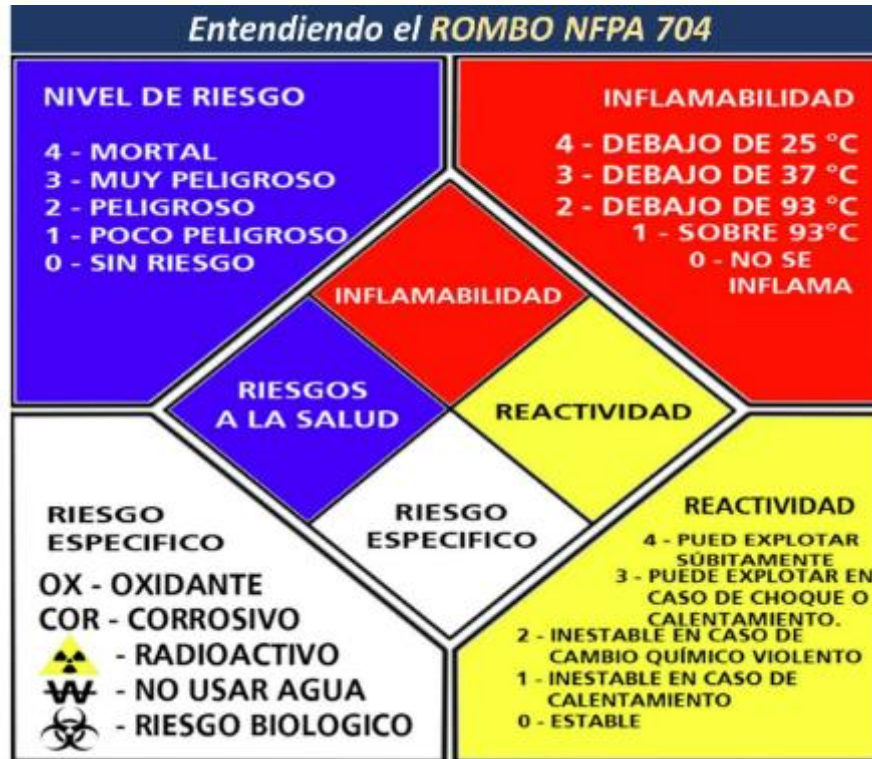 Entendiendo el ROMBO NFPA 704
NIVEL DE RIESGO
4 - MORTAL
3 - MUY PELIGROSO
2 - PELIGROSO
1 - POCO PELIGROSO
0 - SIN RIESGO
INFLAMABILIDAD
4 - DEBAJO DE 25 °C
3 - DEBAJO DE 37 °C
2 - DEBAJO DE 93 °C
1 - SOBRE 93°C
0 - NO SE
INFLAMA
INFLAMABILIDAD
RIESGOS
A LA SALUD
REACTIVIDAD
RIESGO
ESPECIFICO
RIESGO
ESPECIFICO
OX - OXIDANTE
COR - CORROSIVO
- RADIOACTIVO
W - NO USAR AGUA
- RIESGO BIOLOGICO
REACTIVIDAD
4 - PUED EXPLOTAR
SÚBITAMENTE
3 - PUEDE EXPLOTAR EN
CASO DE CHOQUE O
CALENTAMIENTO.
2 - INESTABLE EN CASO DE
CAMBIO QUÍMICO VIOLENTO
1 - INESTABLE EN CASO DE
CALENTAMIENTO
0 - ESTABLE